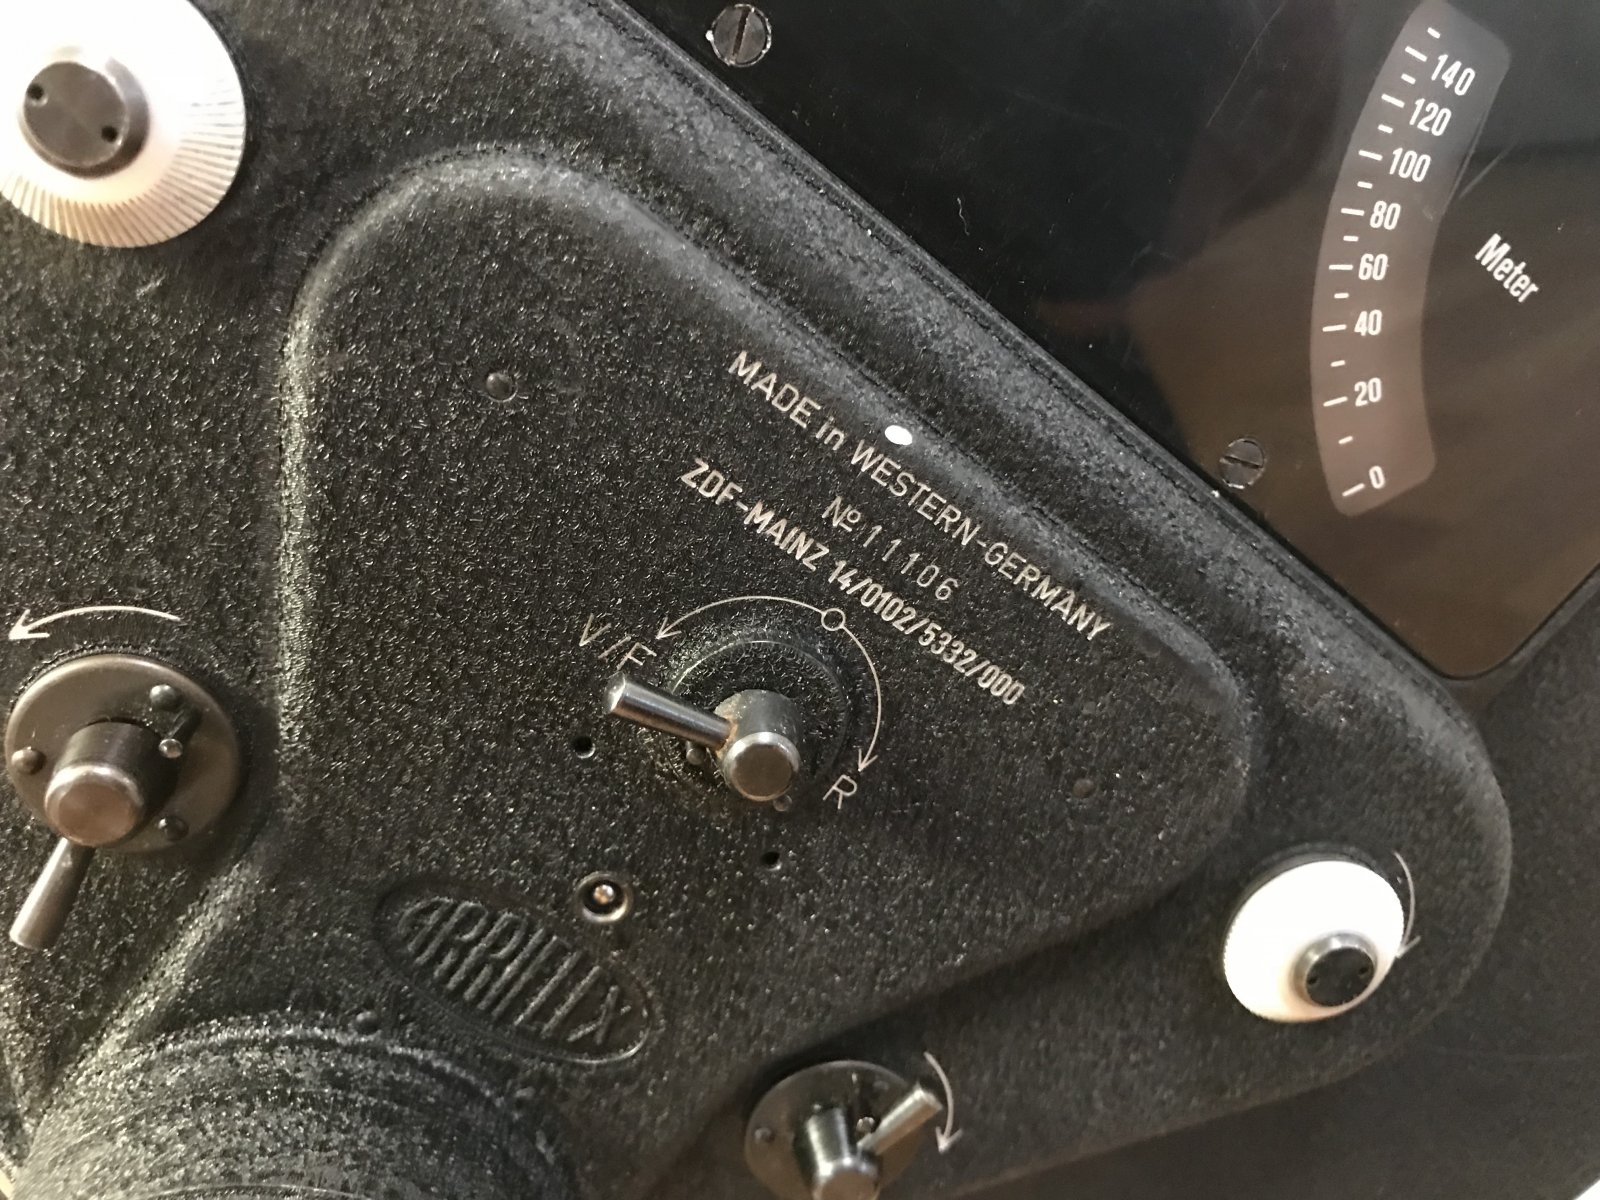 140
120
100
80
60
40
20
0
Meter
MADE in WESTERN-GERMANY
№ 11106
ZDF-MAINZ 14/0102/5332/000
V/F
R
ARRIFLEX